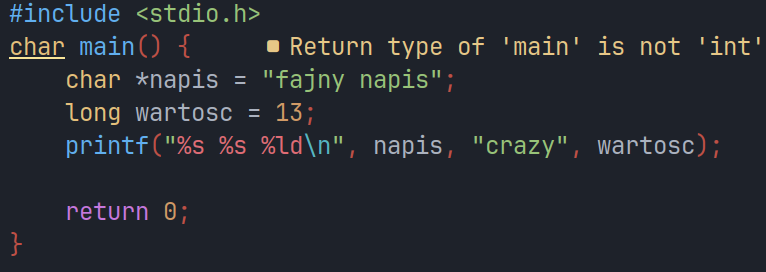 #include <stdio.h>
char main() { ■ Return type of 'main' is not 'int'
    char *napis = "fajny napis";
    long wartosc = 13;
    printf("%s %s %ld\n", napis, "crazy", wartosc);
    return 0;
}